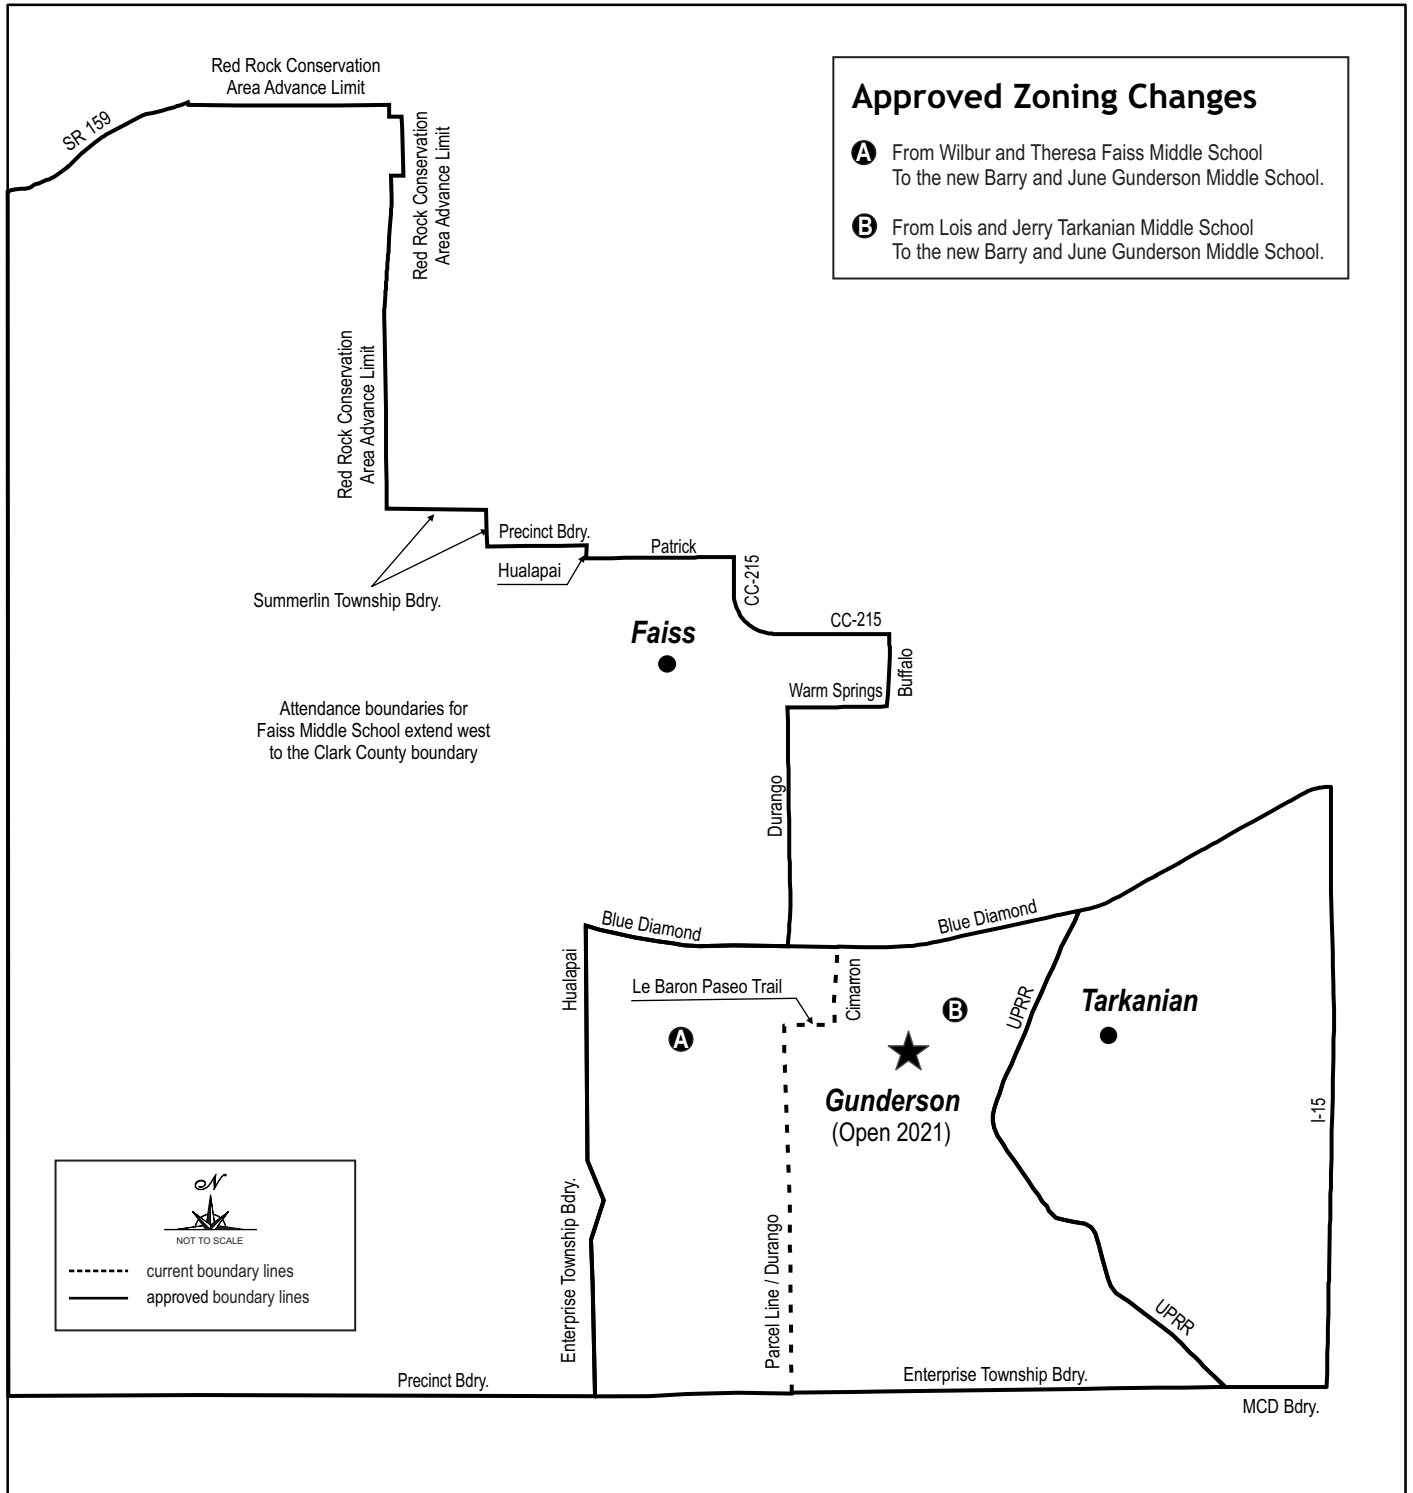 Red Rock Conservation
Area Advance Limit
SR 159
Red Rock Conservation
Area Advance Limit
Approved Zoning Changes
A From Wilbur and Theresa Faiss Middle School
To the new Barry and June Gunderson Middle School.
B From Lois and Jerry Tarkanian Middle School
To the new Barry and June Gunderson Middle School.
Red Rock Conservation
Area Advance Limit
Precinct Bdry.
Patrick
Hualapai
CC-215
Summerlin Township Bdry.
CC-215
Faiss
Buffalo
Warm Springs
Attendance boundaries for
Faiss Middle School extend west
to the Clark County boundary
Durango
Blue Diamond
Blue Diamond
Hualapai
Le Baron Paseo Trail
Cimarron
UPRR
Tarkanian
A
B
Gunderson
(Open 2021)
I-15
N
NOT TO SCALE
current boundary lines
approved boundary lines
Enterprise Township Bdry.
Parcel Line / Durango
UPRR
Precinct Bdry.
Enterprise Township Bdry.
MCD Bdry.